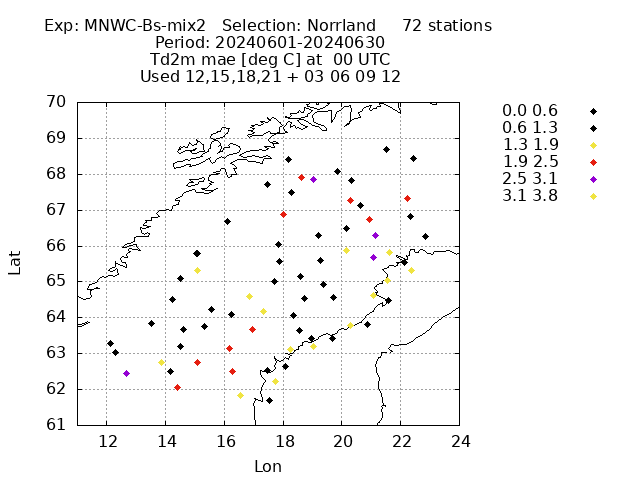 Exp: MNWC-Bs-mix2   Selection: Norrland     72 stations
Period: 20240601-20240630
Td2m mae [deg C] at  00 UTC
Used 12,15,18,21 + 03 06 09 12
0.0 0.6
0.6 1.3
1.3 1.9
1.9 2.5
2.5 3.1
3.1 3.8
70
69
68
67
66
65
64
63
62
61
Lat
12 14 16 18 20 22 24
Lon